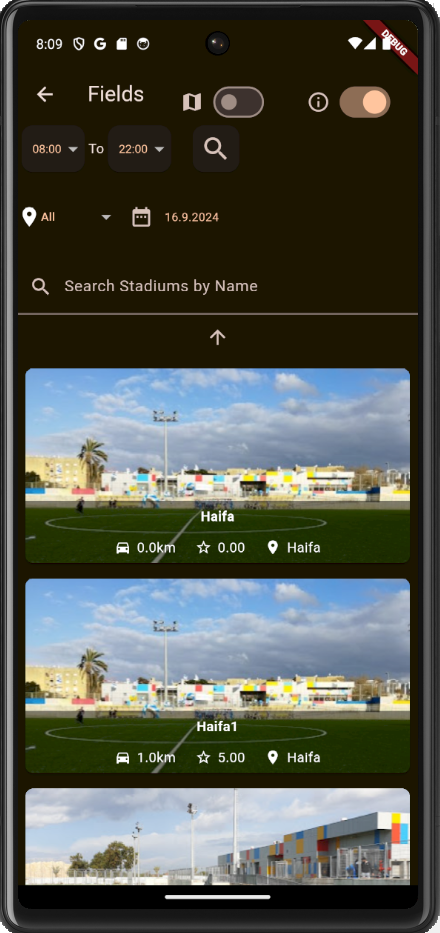 8:09
DEBUG
Fields
08:00 To 22:00
All 16.9.2024
Search Stadiums by Name
Haifa
0.0km 0.00 Haifa
Haifa1
1.0km 5.00 Haifa